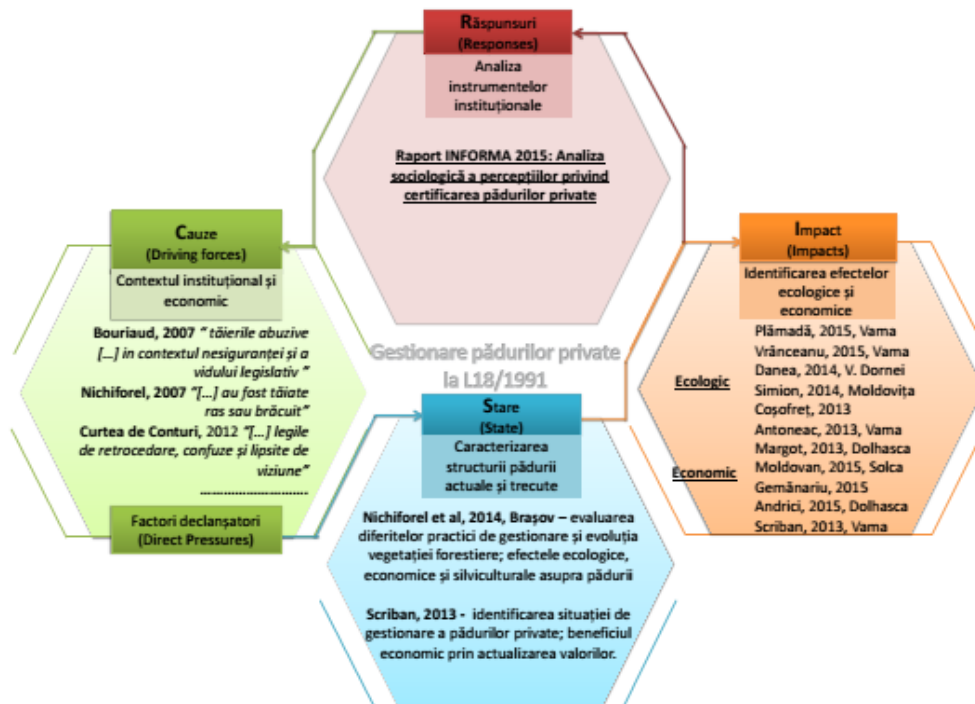 Răspunsuri
(Responses)
Analiza
instrumentelor
instituționale
Raport INFORMA 2015: Analiza
sociologică a percepțiilor privind
certificarea pădurilor private
Cauze
(Driving forces)
Contextul instituțional și
economic
Bouriaud, 2007 " tăierile abuzive
[...] in contextul nesiguranței și a
vidului legislativ "
Nichiforel, 2007 "[...] au fost tăiate
ras sau brăcuit"
Curtea de Conturi, 2012 "[...] legile
de retrocedare, confuze și lipsite de
viziune"
..............................
Factori declanșatori
(Direct Pressures)
Gestionare pădurilor private
la L18/1991
Stare
(State)
Caracterizarea
structurii pădurii
actuale și trecute
Nichiforel et al, 2014, Brașov – evaluarea
diferitelor practici de gestionare și evoluția
vegetației forestiere; efectele ecologice,
economice și silviculturale asupra pădurii
Scriban, 2013 - identificarea situației de
gestionare a pădurilor private; beneficiul
economic prin actualizarea valorilor.
Impact
(Impacts)
Identificarea efectelor
ecologice și
economice
Plămadă, 2015, Vama
Vrânceanu, 2015, Vama
Danea, 2014, V. Dornei
Ecologic
Simion, 2014, Moldovița
Coșofreț, 2013
Antoneac, 2013, Vama
Margot, 2013, Dolhasca
Economic
Moldovan, 2015, Solca
Gemănariu, 2015
Andrici, 2015, Dolhasca
Scriban, 2013, Vama